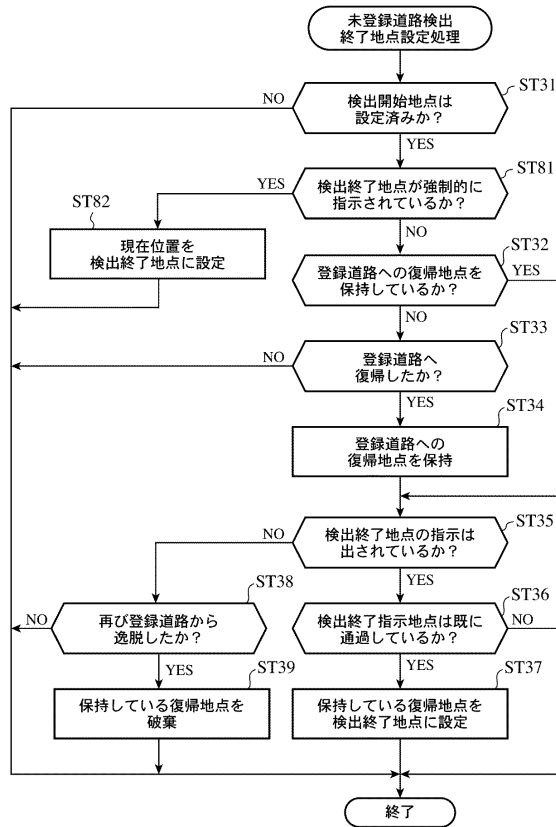 未登録道路検出
終了地点設定処理
ST31
検出開始地点は
設定済みか？
NO
YES
ST81
検出終了地点が強制的に
指示されているか？
YES
NO
ST82
現在位置を
検出終了地点に設定
ST32
登録道路への復帰地点を
保持しているか？
YES
NO
ST33
登録道路へ
復帰したか？
NO
YES
ST34
登録道路への
復帰地点を保持
ST35
検出終了地点の指示は
出されているか？
NO
YES
ST38
再び登録道路から
逸脱したか？
NO
YES
ST36
検出終了指示地点は既に
通過しているか？
NO
YES
ST39
保持している復帰地点を
破棄
ST37
保持している復帰地点を
検出終了地点に設定
終了